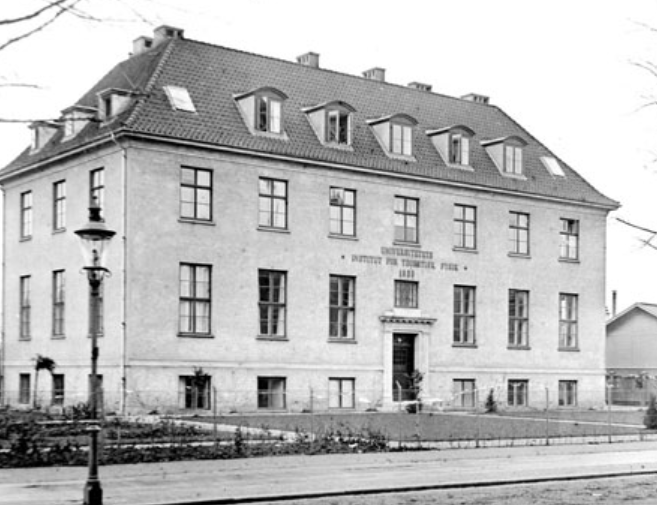 UNIVERSITETETS
* INSTITUT FOR TEORETISK FYSIK *
1920